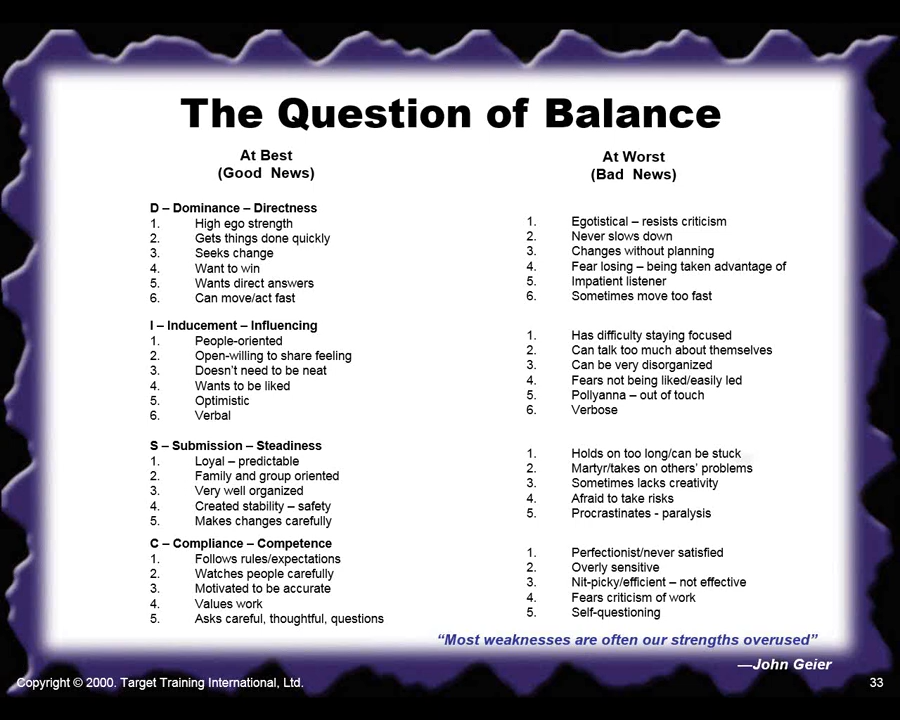 The Question of Balance
At Best
(Good News)
At Worst
(Bad News)
D – Dominance – Directness
1. High ego strength
2. Gets things done quickly
3. Seeks change
4. Want to win
5. Wants direct answers
6. Can move/act fast
1. Egotistical – resists criticism
2. Never slows down
3. Changes without planning
4. Fear losing – being taken advantage of
5. Impatient listener
6. Sometimes move too fast
I – Inducement – Influencing
1. People-oriented
2. Open-willing to share feeling
3. Doesn't need to be neat
4. Wants to be liked
5. Optimistic
6. Verbal
1. Has difficulty staying focused
2. Can talk too much about themselves
3. Can be very disorganized
4. Fears not being liked/easily led
5. Pollyanna – out of touch
6. Verbose
S – Submission – Steadiness
1. Loyal – predictable
2. Family and group oriented
3. Very well organized
4. Created stability – safety
5. Makes changes carefully
1. Holds on too long/can be stuck
2. Martyr/takes on others' problems
3. Sometimes lacks creativity
4. Afraid to take risks
5. Procrastinates - paralysis
C – Compliance – Competence
1. Follows rules/expectations
2. Watches people carefully
3. Motivated to be accurate
4. Values work
5. Asks careful, thoughtful, questions
1. Perfectionist/never satisfied
2. Overly sensitive
3. Nit-picky/efficient – not effective
4. Fears criticism of work
5. Self-questioning
“Most weaknesses are often our strengths overused”
—John Geier
Copyright © 2000. Target Training International, Ltd.
33